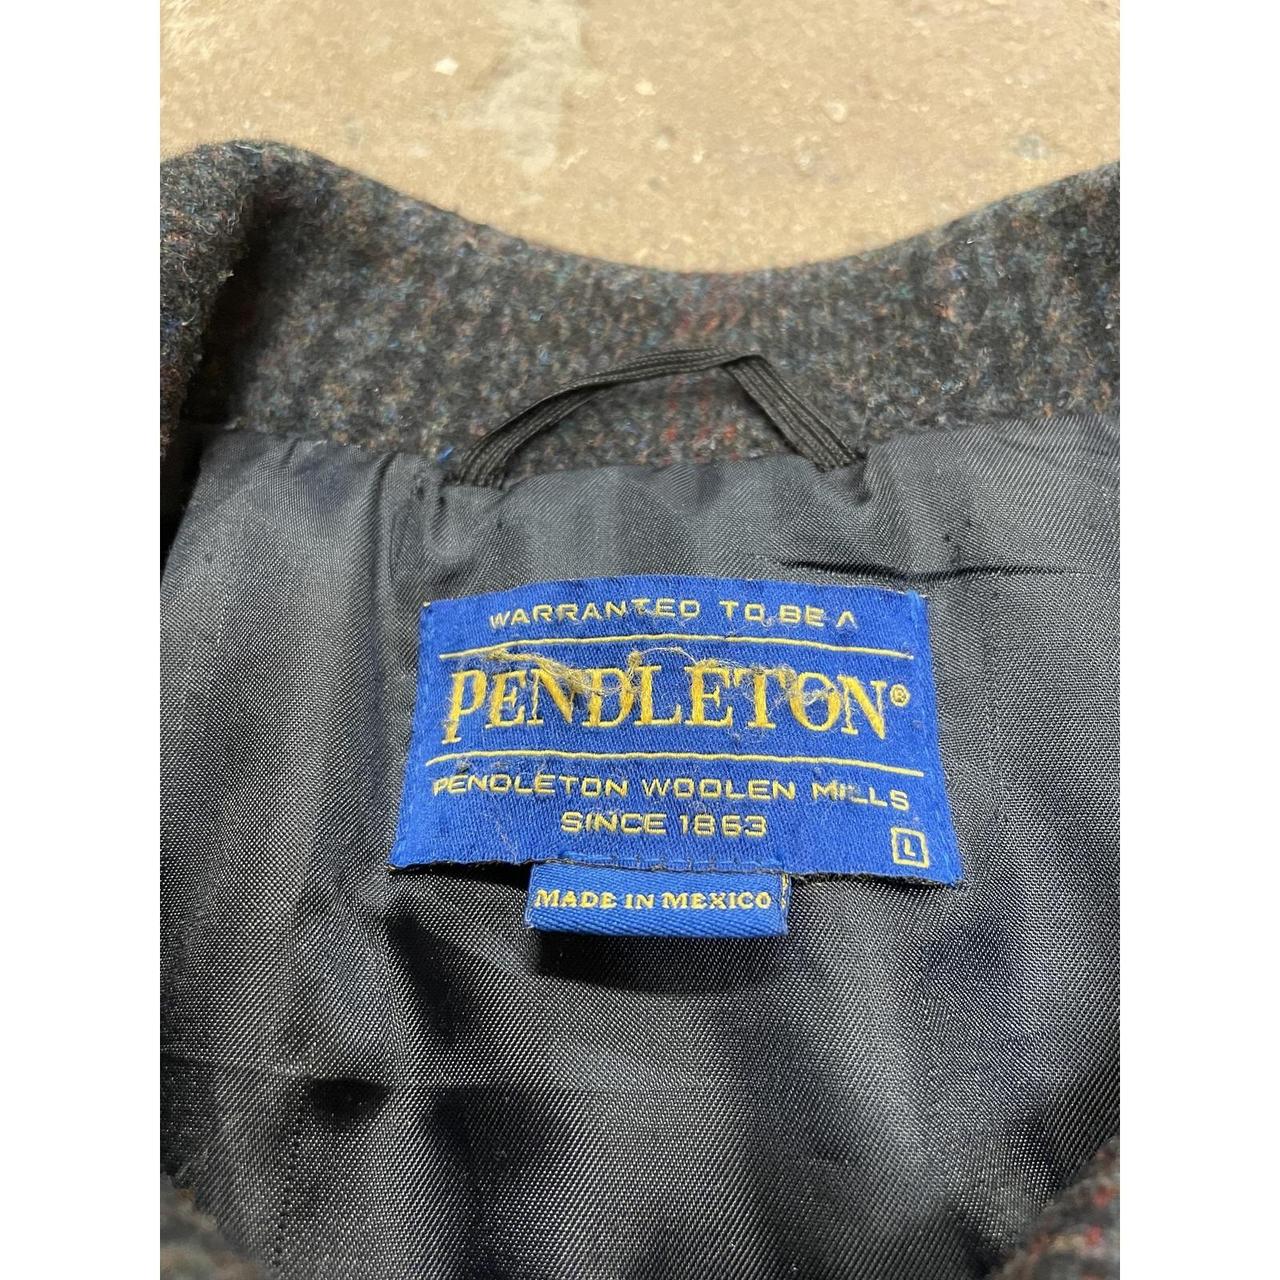 WARRANTED TO BE A
PENDLETON®
PENDLETON WOOLEN MILLS
SINCE 1863
L
MADE IN MEXICO